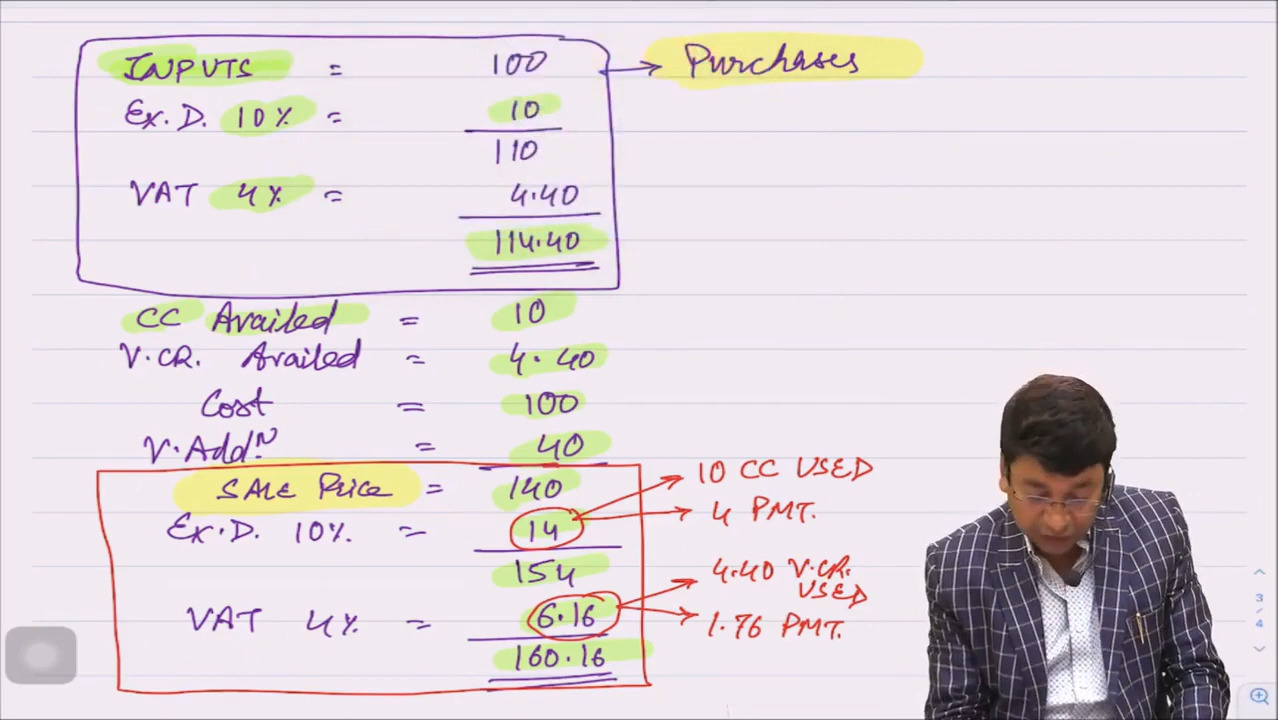 INPUTS = 100 → Purchases
Ex.D. 10% = 10
110
VAT 4% = 4.40
114.40
CC Availed = 10
V.CR. Availed = 4.40
Cost = 100
V.Addⁿ = 40
SALE Price = 140
10 CC USED
Ex.D. 10% = 14
4 PMT.
154
4.40 V.CR. USED
VAT 4% = 6.16
1.76 PMT.
160.16
3
4